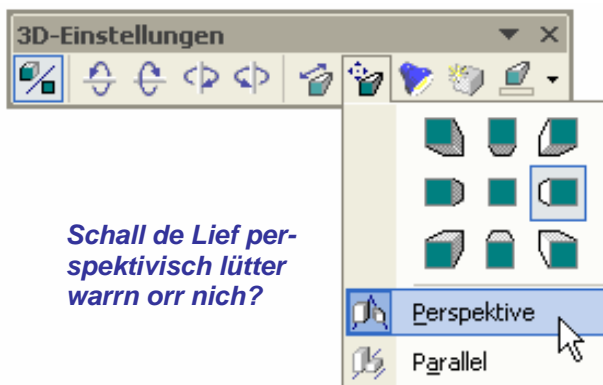 3D-Einstellungen
Schall de Lief per-
spektivisch lütter
warrn orr nich?
Perspektive
Parallel